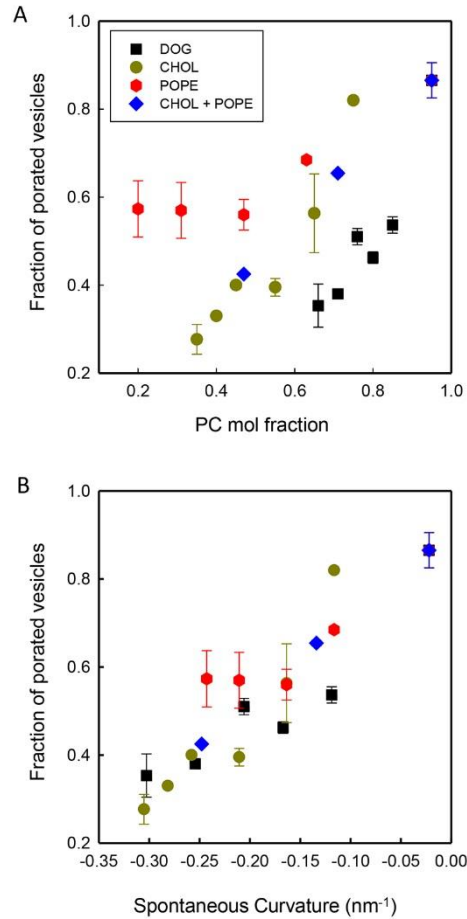 A
DOG
CHOL
POPE
CHOL + POPE
Fraction of porated vesicles
1.0
0.8
0.6
0.4
0.2
0.2 0.4 0.6 0.8 1.0
PC mol fraction
B
Fraction of porated vesicles
1.0
0.8
0.6
0.4
0.2
-0.35 -0.30 -0.25 -0.20 -0.15 -0.10 -0.05 0.00
Spontaneous Curvature (nm⁻¹)